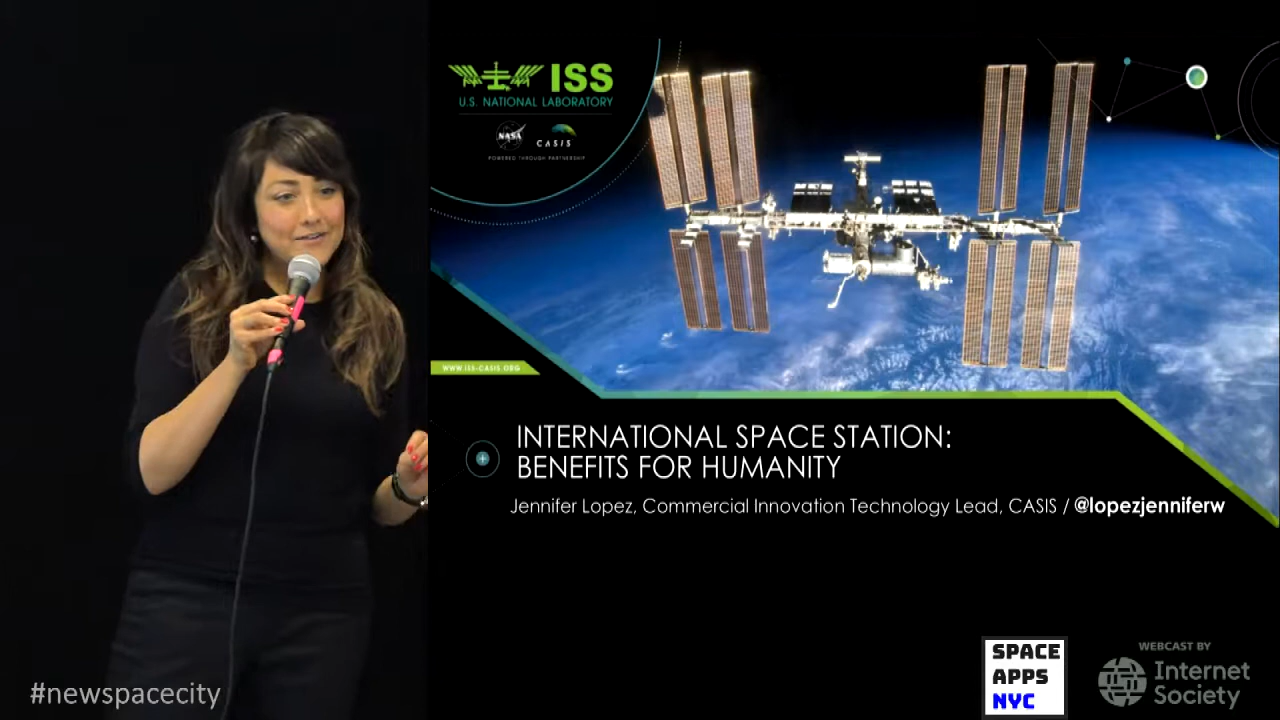 ISS
U.S. NATIONAL LABORATORY
NASA
CASIS
POWERED THROUGH PARTNERSHIP
WWW.ISS-CASIS.ORG
INTERNATIONAL SPACE STATION:
BENEFITS FOR HUMANITY
Jennifer Lopez, Commercial Innovation Technology Lead, CASIS / @lopezjenniferw
#newspacecity
SPACE
APPS
NYC
WEBCAST BY
Internet
Society